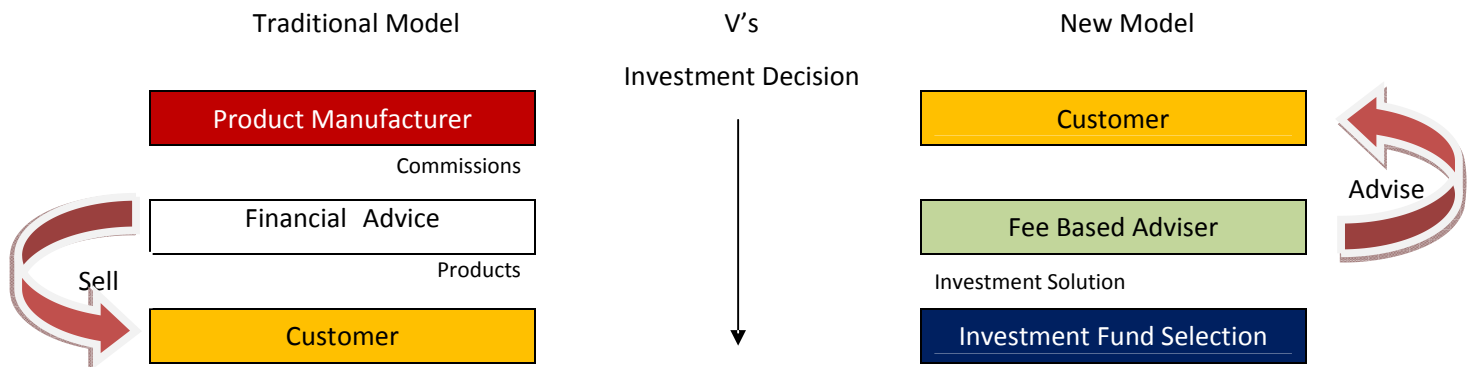 Traditional Model
V's
New Model
Investment Decision
Product Manufacturer
Customer
Commissions
Financial Advice
Fee Based Adviser
Advise
Sell
Products
Investment Solution
Customer
Investment Fund Selection